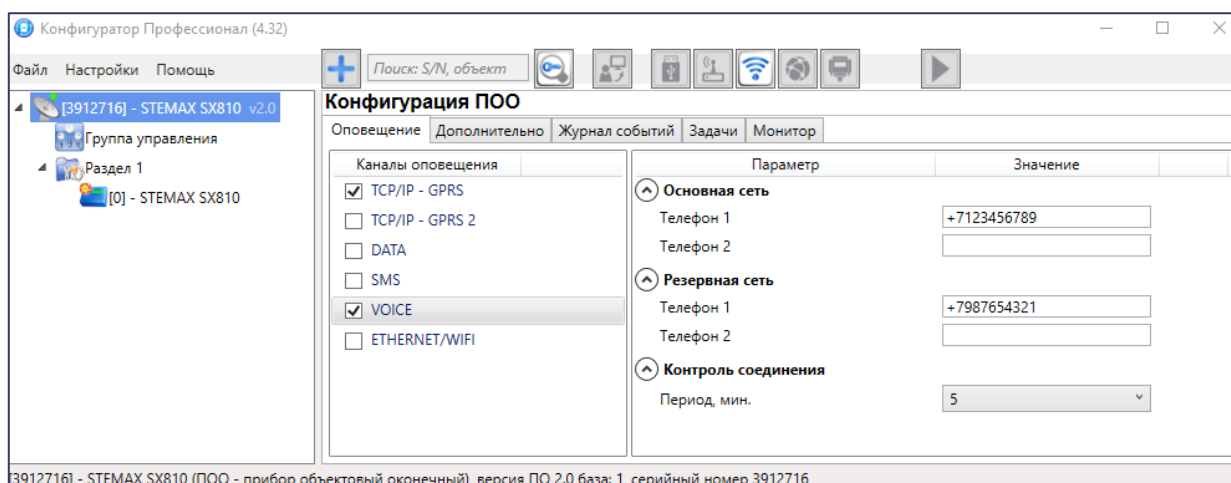 Конфигуратор Профессионал (4.32)
Файл Настройки Помощь
Поиск: S/N, объект
[3912716] - STEMAX SX810 v2.0
Группа управления
Раздел 1
[0] - STEMAX SX810
Конфигурация ПОО
Оповещение Дополнительно Журнал событий Задачи Монитор
Каналы оповещения
TCP/IP - GPRS
TCP/IP - GPRS 2
DATA
SMS
VOICE
ETHERNET/WIFI
Параметр Значение
Основная сеть
Телефон 1 +7123456789
Телефон 2
Резервная сеть
Телефон 1 +7987654321
Телефон 2
Контроль соединения
Период, мин. 5
[3912716] - STEMAX SX810 (ПОО - прибор объектовый оконечный), версия ПО 2.0 база: 1, серийный номер 3912716